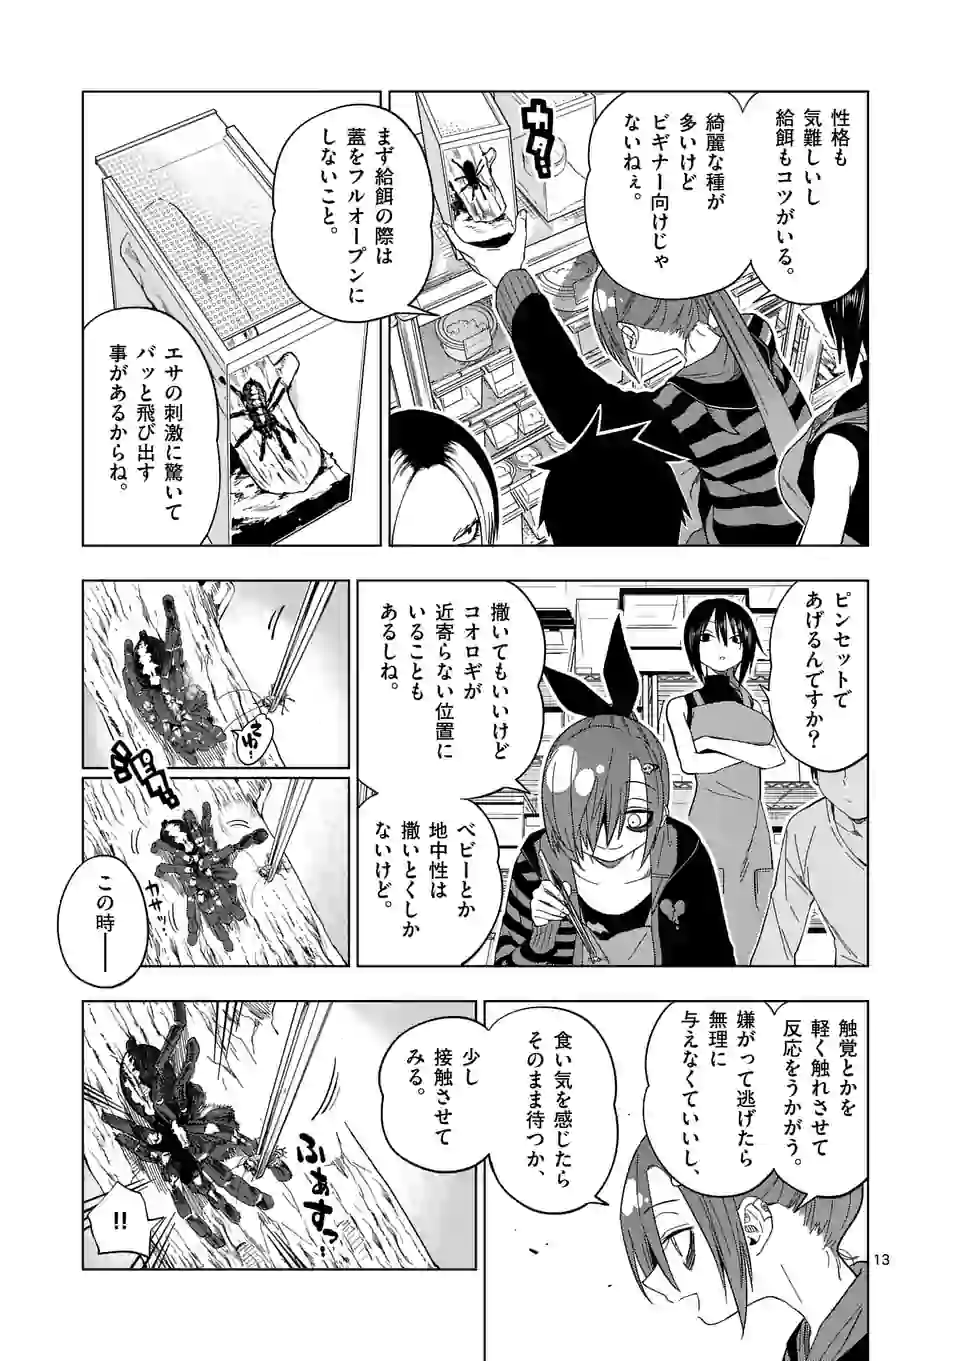 性格も
気難しいし
給餌もコツがいる。
綺麗な種が
多いけど
ビギナー向けじゃ
ないねぇ。
カタ…
まず給餌の際は
蓋をフルオープンに
しないこと。
エサの刺激に驚いて
バッと飛び出す
事があるからね。
ピンセットで
あげるんですか?
撒いてもいいけど
コオロギが
近寄らない位置に
いることも
あるしね。
ベビーとか
地中性は
撒いとくしか
ないけど。
さわ…
カサッ…
この時──
触覚とかを
軽く触れさせて
反応をうかがう。
嫌がって逃げたら
無理に
与えなくていいし、
食い気を感じたら
そのまま待つか、
少し
接触させて
みる。
ふぁすっ
!!
13